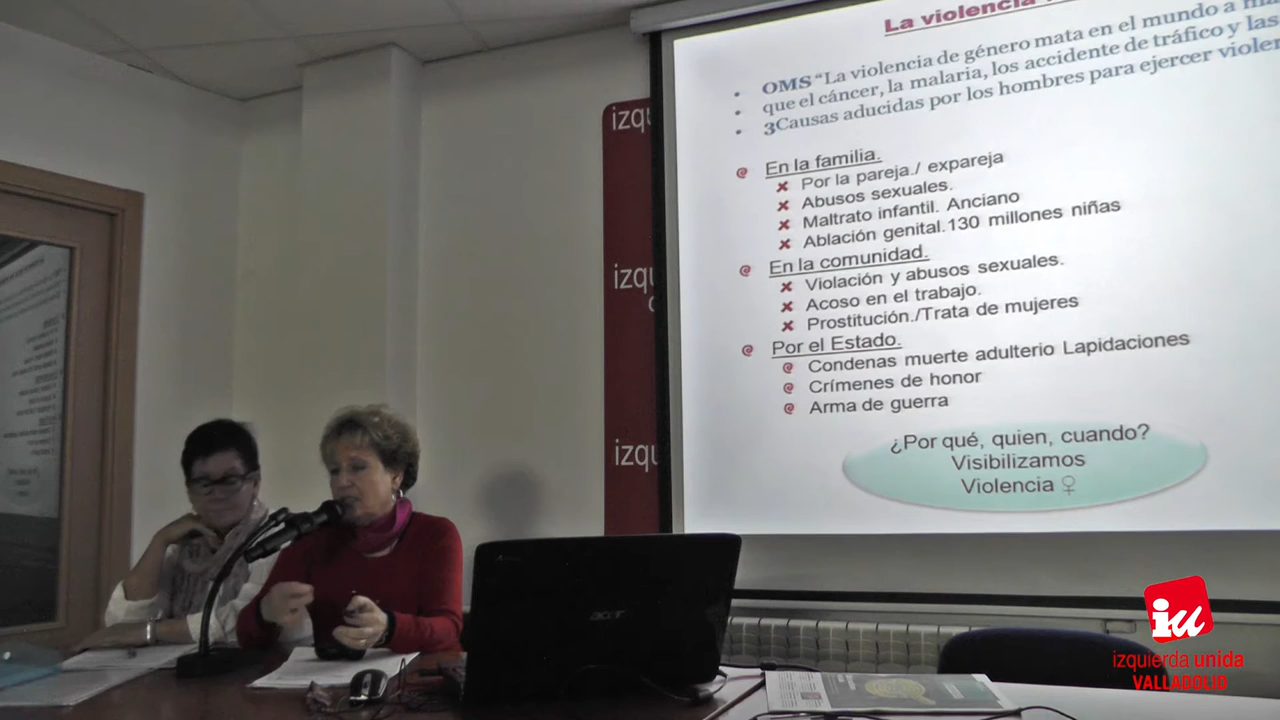 La violencia
OMS “La violencia de género mata en el mundo a
que el cáncer, la malaria, los accidente de tráfico y las
3Causas aducidas por los hombres para ejercer
En la familia.
Por la pareja./ expareja
Abusos sexuales.
Maltrato infantil. Anciano
Ablación genital.130 millones niñas
En la comunidad.
Violación y abusos sexuales.
Acoso en el trabajo.
Prostitución./Trata de mujeres
Por el Estado.
Condenas muerte adulterio Lapidaciones
Crímenes de honor
Arma de guerra
¿Por qué, quien, cuando?
Visibilizamos
Violencia ♀
izqu
izqu
izqu
acer
iu
izquierda unida
VALLADOLID